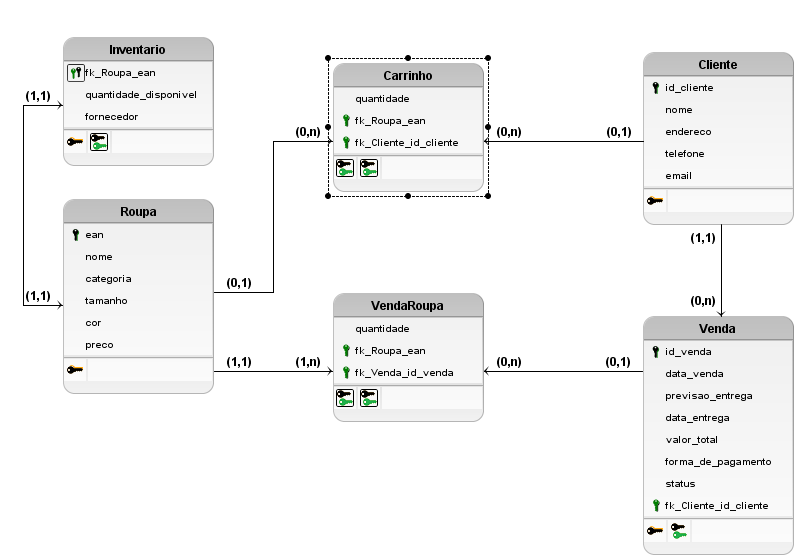 Inventario
fk_Roupa_ean
quantidade_disponivel
fornecedor
(1,1)
(1,1)
Roupa
ean
nome
categoria
tamanho
cor
preco
(0,1)
(0,n)
(1,1)
(1,n)
Carrinho
quantidade
fk_Roupa_ean
fk_Cliente_id_cliente
(0,n)
(0,1)
VendaRoupa
quantidade
fk_Roupa_ean
fk_Venda_id_venda
(0,n)
(0,1)
Cliente
id_cliente
nome
endereco
telefone
email
(1,1)
(0,n)
Venda
id_venda
data_venda
previsao_entrega
data_entrega
valor_total
forma_de_pagamento
status
fk_Cliente_id_cliente